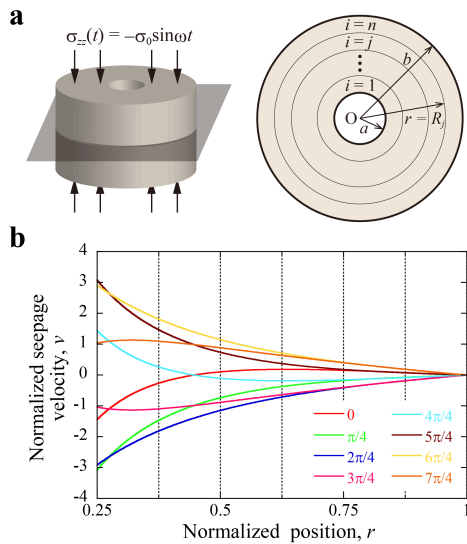 a
σzz(t) = −σ0sinωt
i = n
i = j
i = 1
b
O
a
r = Rj
b
Normalized seepage
velocity, v
4
3
2
1
0
-1
-2
-3
-4
0
π/4
2π/4
3π/4
4π/4
5π/4
6π/4
7π/4
0.25
0.5
0.75
1
Normalized position, r